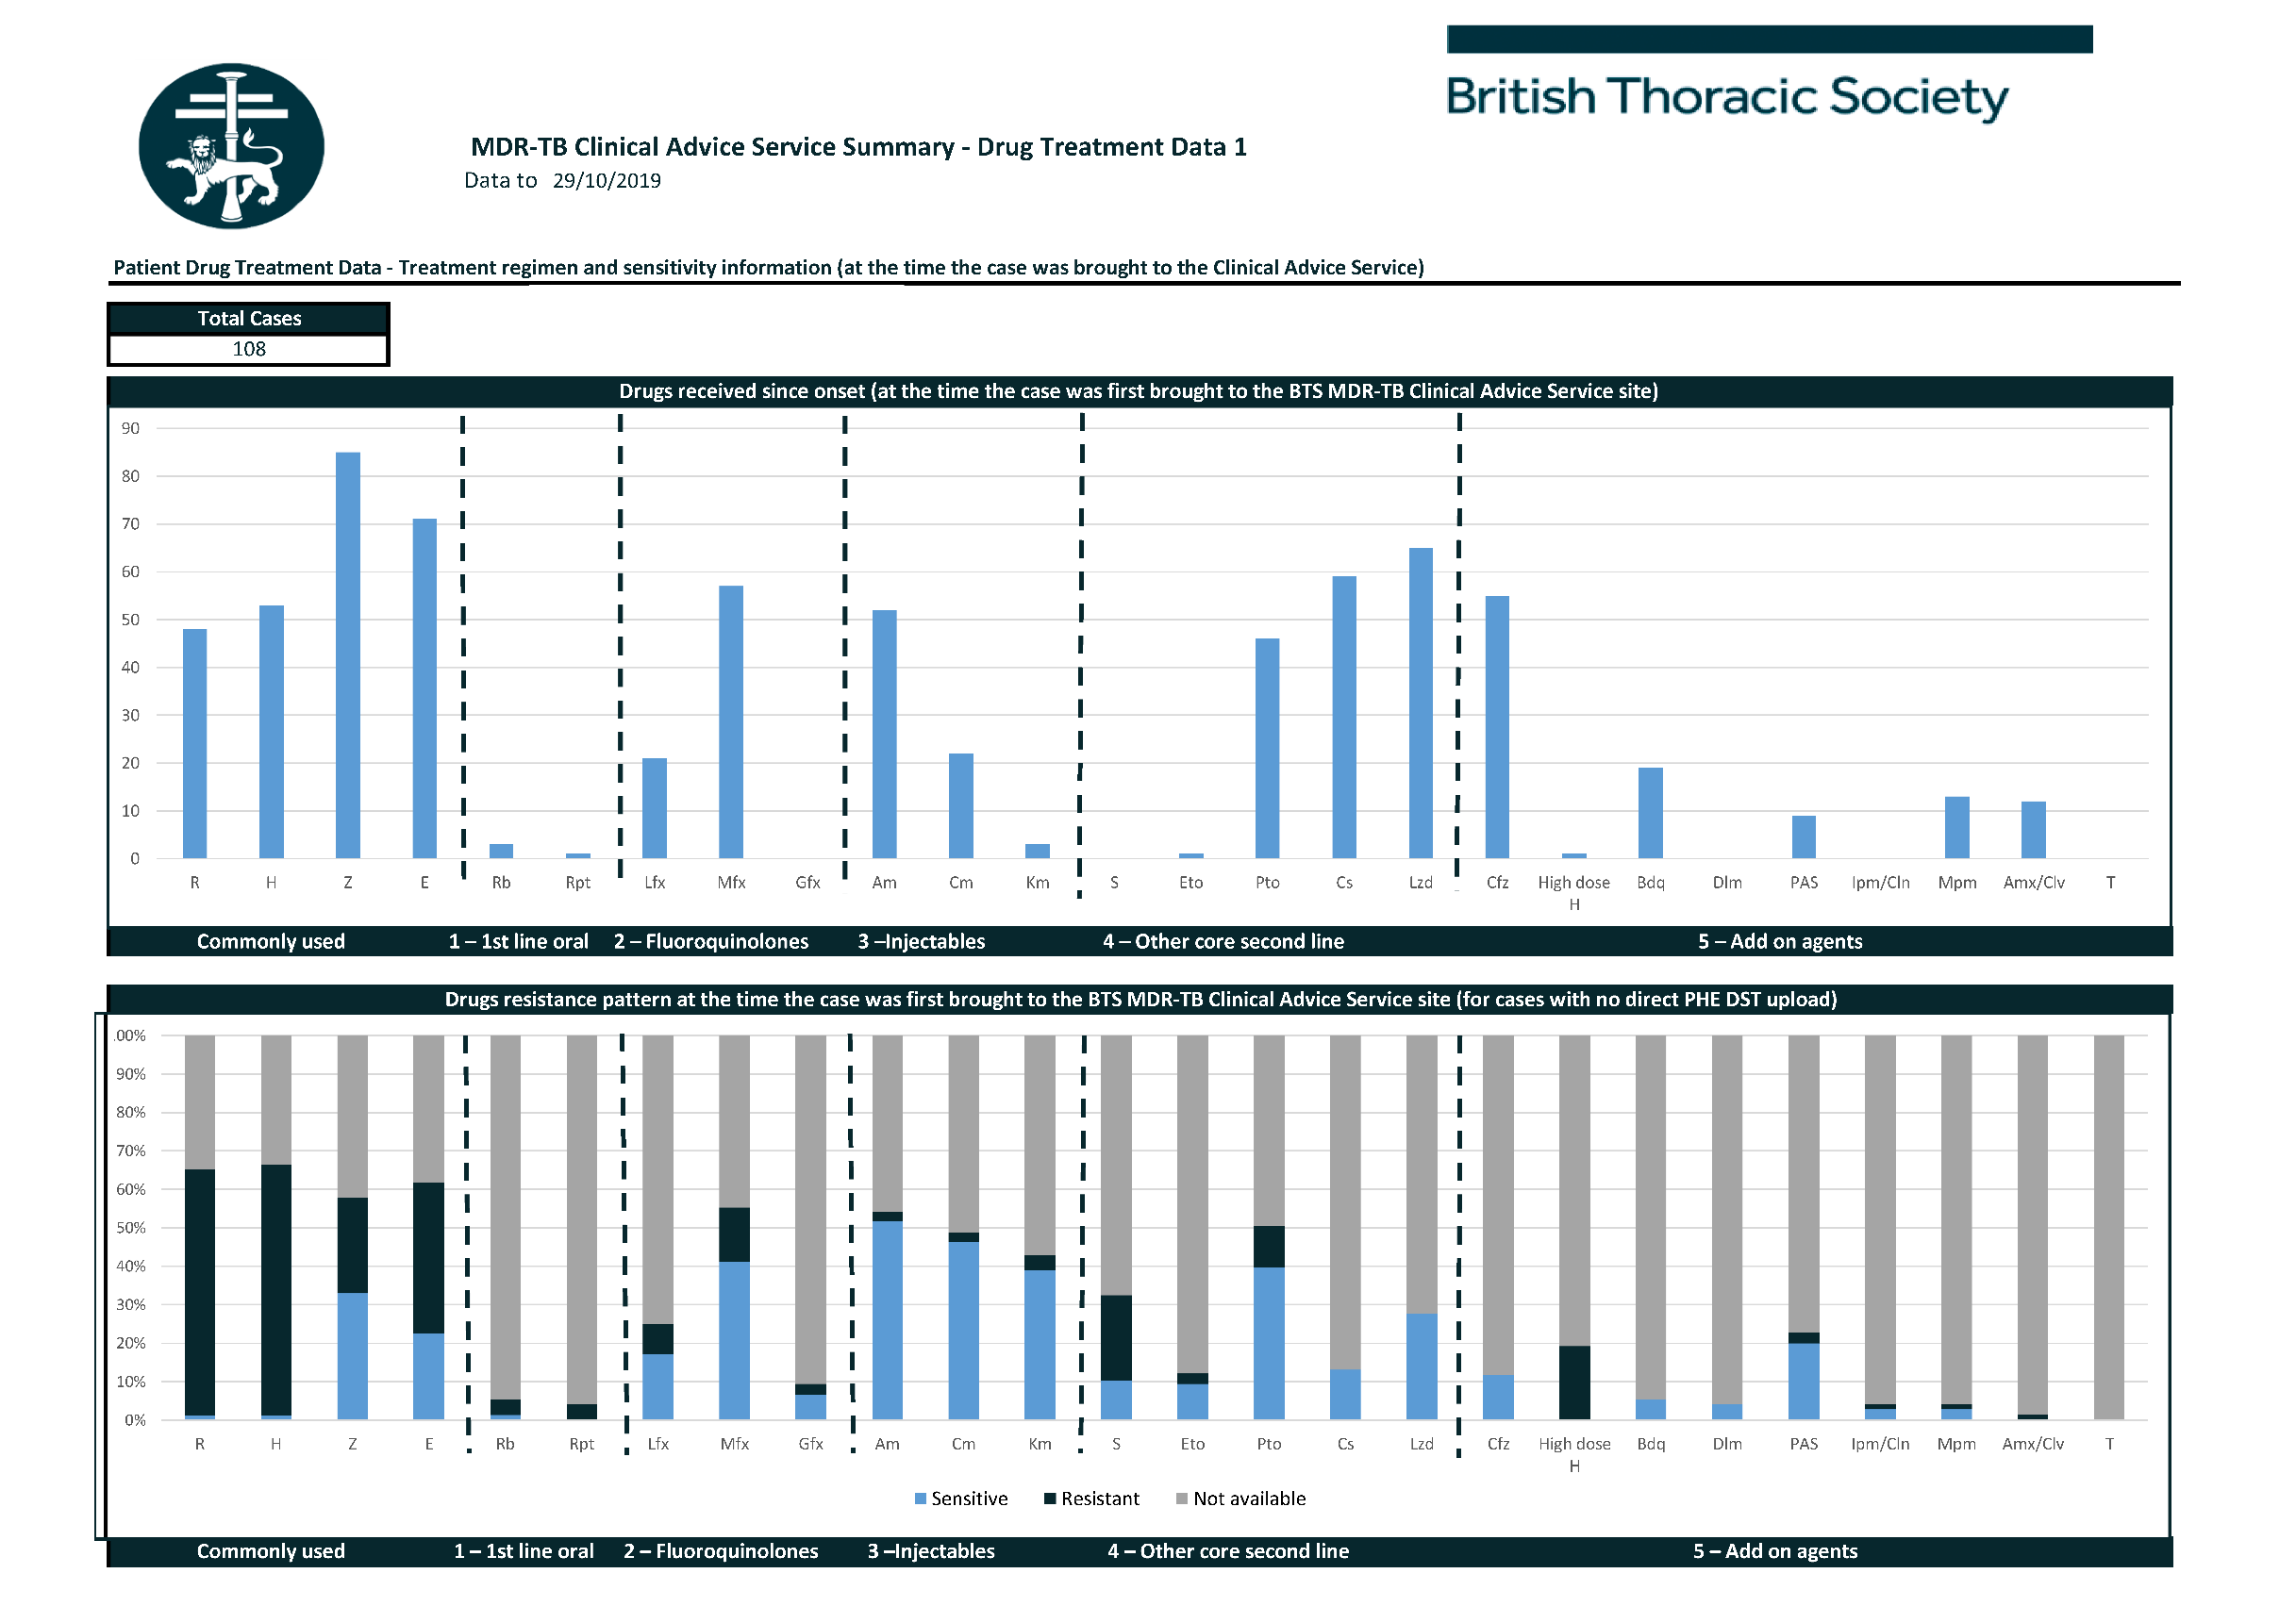 British Thoracic Society
MDR-TB Clinical Advice Service Summary - Drug Treatment Data 1
Data to 29/10/2019
Patient Drug Treatment Data - Treatment regimen and sensitivity information (at the time the case was brought to the Clinical Advice Service)
Total Cases
108
Drugs received since onset (at the time the case was first brought to the BTS MDR-TB Clinical Advice Service site)
90
80
70
60
50
40
30
20
10
0
R H Z E Rb Rpt Lfx Mfx Gfx Am Cm Km S Eto Pto Cs Lzd Cfz High dose H Bdq Dlm PAS Ipm/Cln Mpm Amx/Clv T
Commonly used 1 – 1st line oral 2 – Fluoroquinolones 3 –Injectables 4 – Other core second line 5 – Add on agents
Drugs resistance pattern at the time the case was first brought to the BTS MDR-TB Clinical Advice Service site (for cases with no direct PHE DST upload)
00%
90%
80%
70%
60%
50%
40%
30%
20%
10%
0%
R H Z E Rb Rpt Lfx Mfx Gfx Am Cm Km S Eto Pto Cs Lzd Cfz High dose H Bdq Dlm PAS Ipm/Cln Mpm Amx/Clv T
Sensitive Resistant Not available
Commonly used 1 – 1st line oral 2 – Fluoroquinolones 3 –Injectables 4 – Other core second line 5 – Add on agents